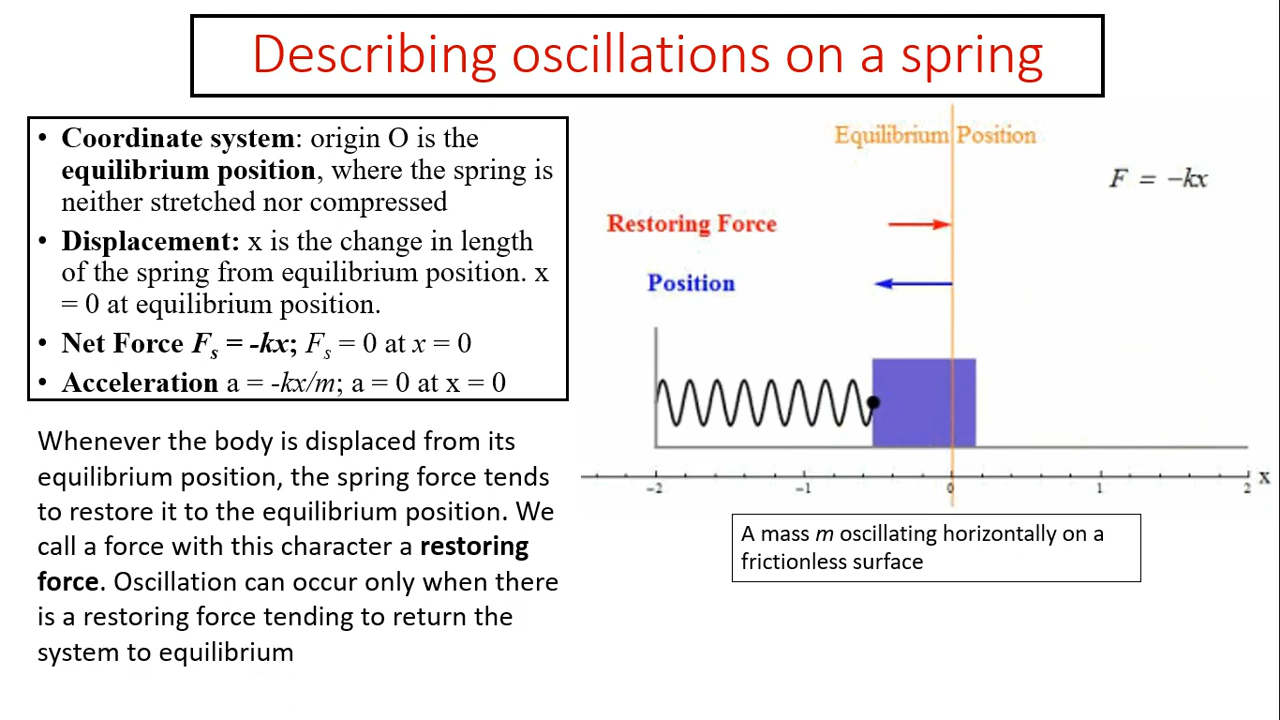 Describing oscillations on a spring
• Coordinate system: origin O is the
equilibrium position, where the spring is
neither stretched nor compressed
• Displacement: x is the change in length
of the spring from equilibrium position. x
= 0 at equilibrium position.
• Net Force Fs = -kx; Fs = 0 at x = 0
• Acceleration a = -kx/m; a = 0 at x = 0
Whenever the body is displaced from its
equilibrium position, the spring force tends
to restore it to the equilibrium position. We
call a force with this character a restoring
force. Oscillation can occur only when there
is a restoring force tending to return the
system to equilibrium
Equilibrium Position
F = -kx
Restoring Force
Position
-2 -1 0 1 2 x
A mass m oscillating horizontally on a
frictionless surface